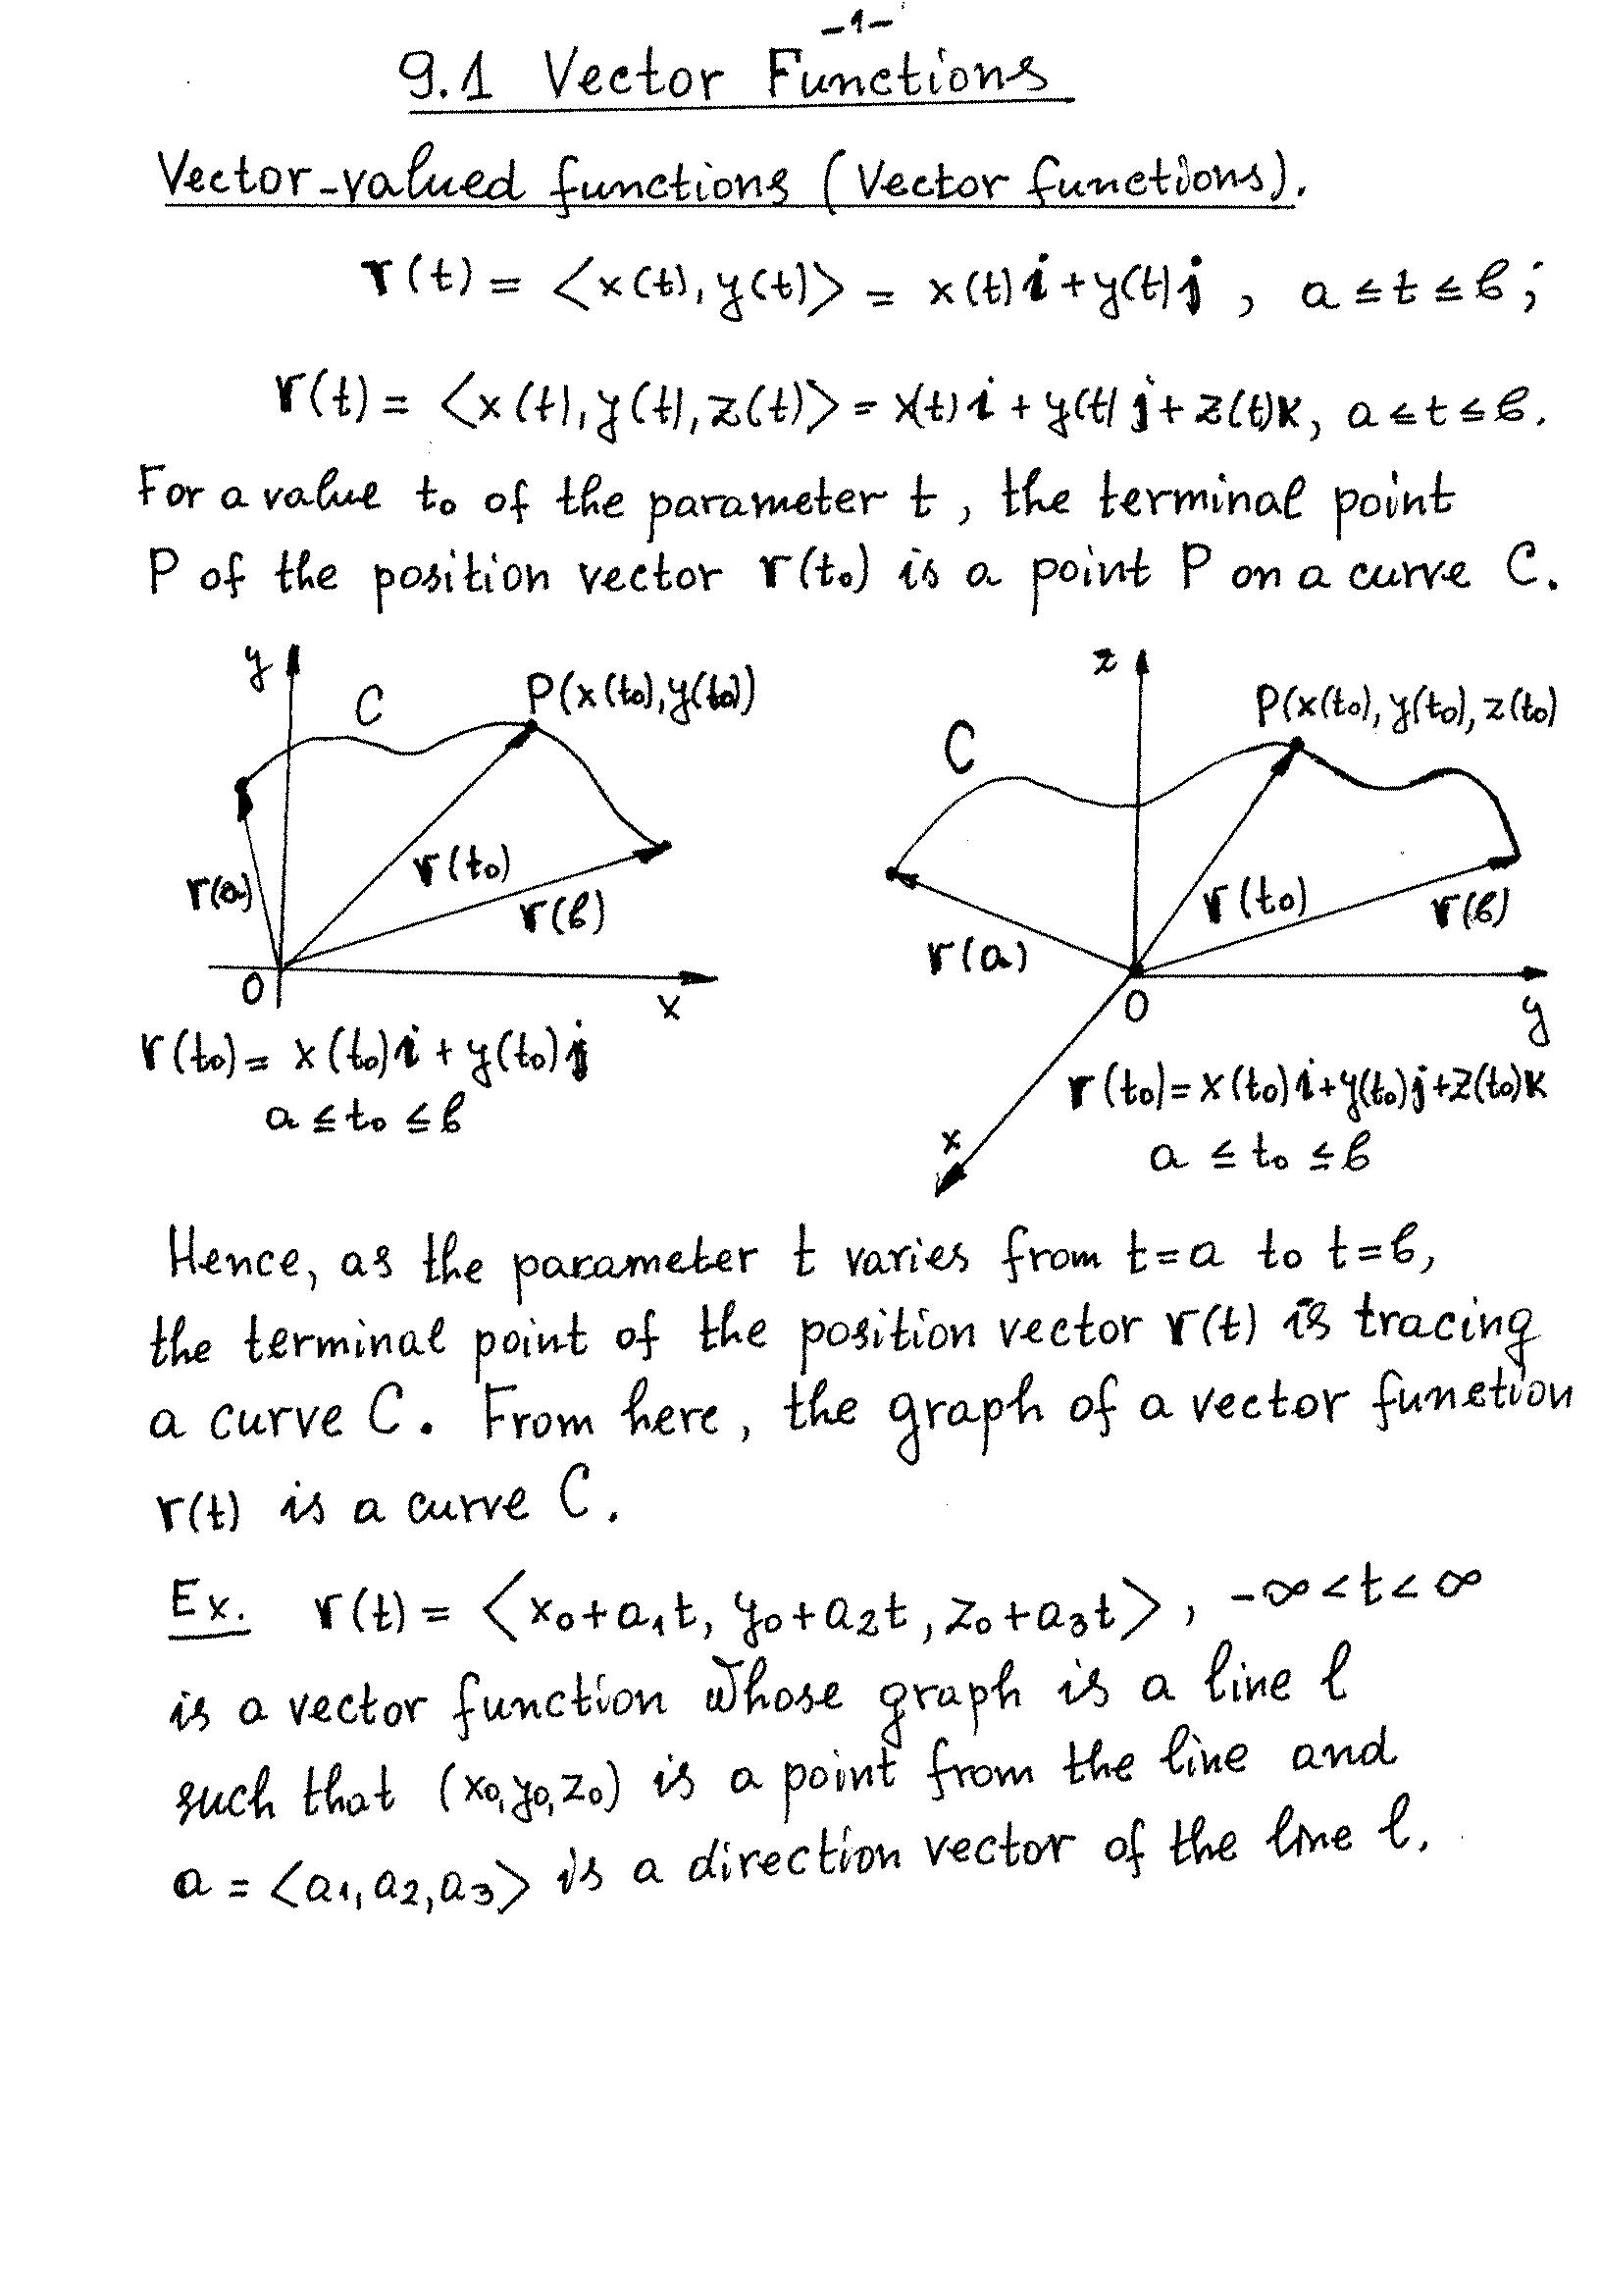 -1-
9.1 Vector Functions
Vector-valued functions (Vector functions).
r(t) = <x(t), y(t)> = x(t)i + y(t)j , a ≤ t ≤ b;
r(t) = <x(t), y(t), z(t)> = x(t)i + y(t)j + z(t)k, a ≤ t ≤ b.
For a value t₀ of the parameter t, the terminal point
P of the position vector r(t₀) is a point P on a curve C.
y
C
P(x(t₀), y(t₀))
r(a)
r(t₀)
r(b)
O
x
r(t₀) = x(t₀)i + y(t₀)j
a ≤ t₀ ≤ b
z
C
P(x(t₀), y(t₀), z(t₀)
r(a)
r(t₀)
r(b)
O
y
x
r(t₀) = x(t₀)i + y(t₀)j + z(t₀)k
a ≤ t₀ ≤ b
Hence, as the parameter t varies from t=a to t=b,
the terminal point of the position vector r(t) is tracing
a curve C. From here, the graph of a vector function
r(t) is a curve C.
Ex. r(t) = <x₀+a₁t, y₀+a₂t, z₀+a₃t>, -∞<t<∞
is a vector function whose graph is a line l
such that (x₀, y₀, z₀) is a point from the line and
a = <a₁, a₂, a₃> is a direction vector of the line l.